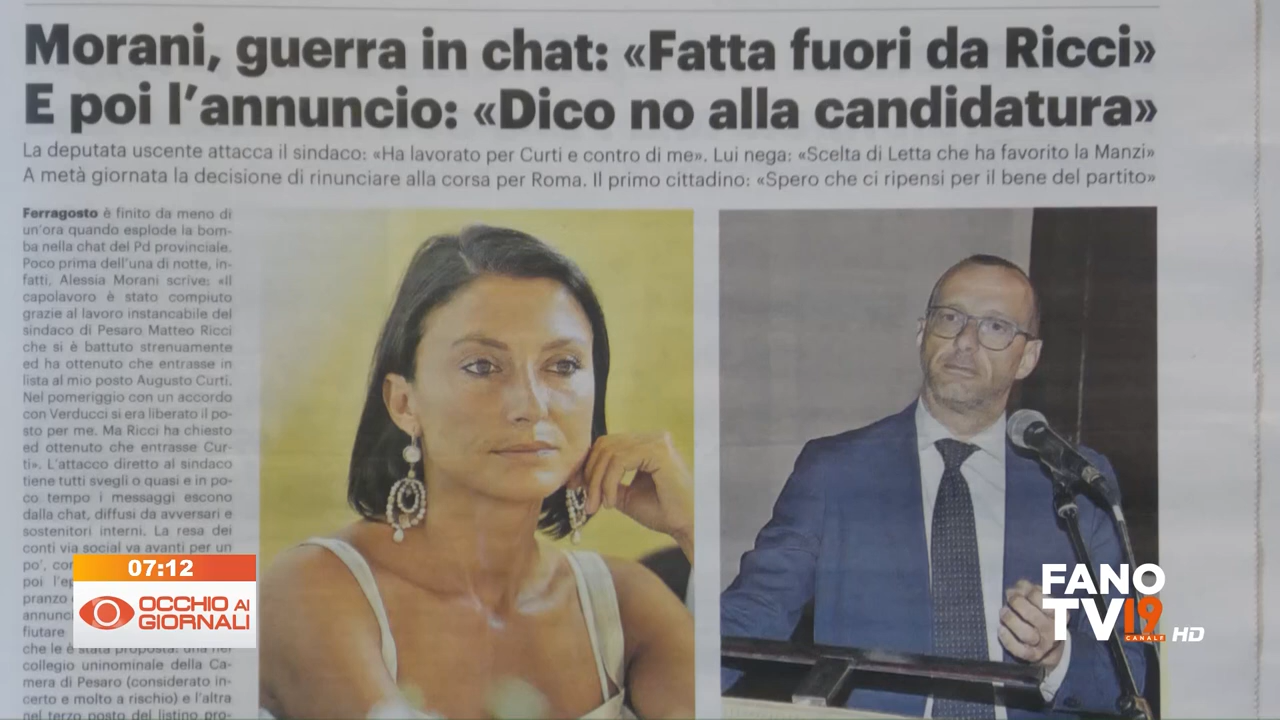 Morani, guerra in chat: «Fatta fuori da Ricci»
E poi l'annuncio: «Dico no alla candidatura»
La deputata uscente attacca il sindaco: «Ha lavorato per Curti e contro di me». Lui nega: «Scelta di Letta che ha favorito la Manzi»
A metà giornata la decisione di rinunciare alla corsa per Roma. Il primo cittadino: «Spero che ci ripensi per il bene del partito»
Ferragosto è finito da meno di
un'ora quando esplode la bom-
ba nella chat del Pd provinciale.
Poco prima dell'una di notte, in-
fatti, Alessia Morani scrive: «Il
capolavoro è stato compiuto
grazie al lavoro instancabile del
sindaco di Pesaro Matteo Ricci
che si è battuto strenuamente
ed ha ottenuto che entrasse in
lista al mio posto Augusto Curti.
Nel pomeriggio con un accordo
con Verducci si era liberato il po-
sto per me. Ma Ricci ha chiesto
ed ottenuto che entrasse Cur-
ti». L'attacco diretto al sindaco
tiene tutti svegli o quasi e in po-
co tempo i messaggi escono
dalla chat, diffusi da avversari e
sostenitori interni. La resa dei
conti via social va avanti per un
po',
poi
pranzo
fiutare
che le è stata proposta: una nel
collegio uninominale della Ca-
mera di Pesaro (considerato in-
certo e molto a rischio) e l'altra
nel terzo posto del listino pro-
07:12
OCCHIO AI
GIORNALI
FANO
TV19
CANALE HD